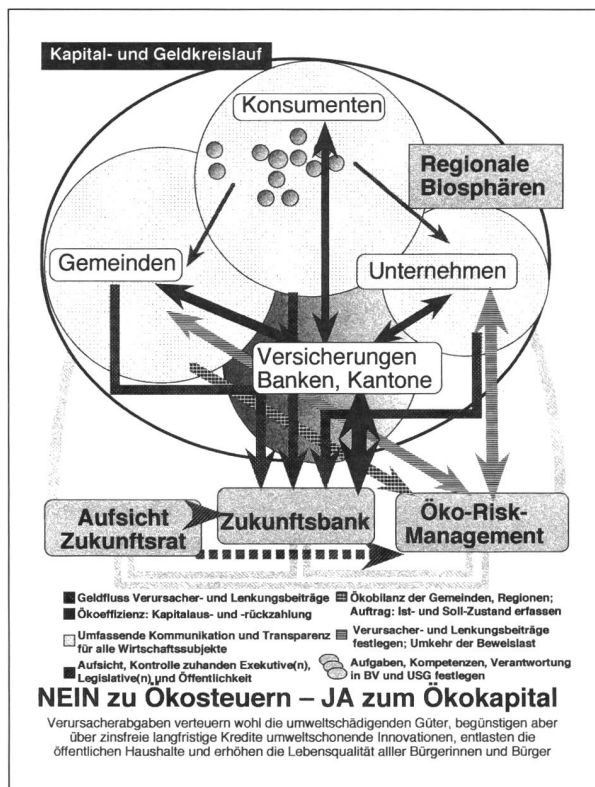 Kapital- und Geldkreislauf
Konsumenten
Regionale
Biosphären
Gemeinden
Unternehmen
Versicherungen
Banken, Kantone
Aufsicht
Zukunftsrat
Zukunftsbank
Öko-Risk-
Management
Geldfluss Verursacher- und Lenkungsbeiträge
Ökoeffizienz: Kapitalaus- und -rückzahlung
Umfassende Kommunikation und Transparenz
für alle Wirtschaftssubjekte
Aufsicht, Kontrolle zuhanden Exekutive(n),
Legislative(n) und Öffentlichkeit
Ökobilanz der Gemeinden, Regionen;
Auftrag: Ist- und Soll-Zustand erfassen
Verursacher- und Lenkungsbeiträge
festlegen; Umkehr der Beweislast
Aufgaben, Kompetenzen, Verantwortung
in BV und USG festlegen
NEIN zu Ökosteuern – JA zum Ökokapital
Verursacherabgaben verteuern wohl die umweltschädigenden Güter, begünstigen aber
über zinsfreie langfristige Kredite umweltschonende Innovationen, entlasten die
öffentlichen Haushalte und erhöhen die Lebensqualität alller Bürgerinnen und Bürger